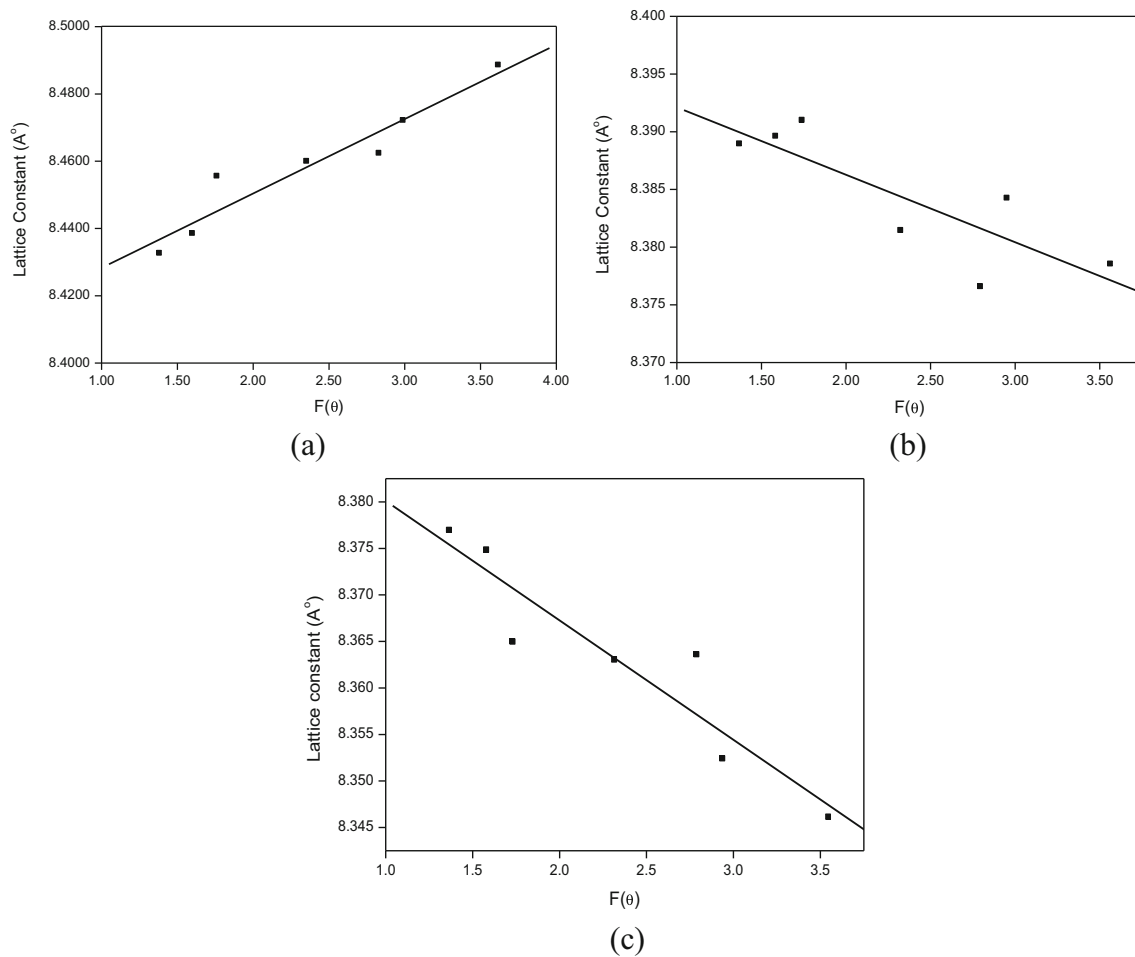 8.5000
8.4800
8.4600
8.4400
8.4200
8.4000
Lattice Constant (Aº)
1.00 1.50 2.00 2.50 3.00 3.50 4.00
F(θ)
(a)
8.400
8.395
8.390
8.385
8.380
8.375
8.370
Lattice Constant (Aº)
1.00 1.50 2.00 2.50 3.00 3.50
F(θ)
(b)
8.380
8.375
8.370
8.365
8.360
8.355
8.350
8.345
Lattice constant (Aº)
1.0 1.5 2.0 2.5 3.0 3.5
F(θ)
(c)